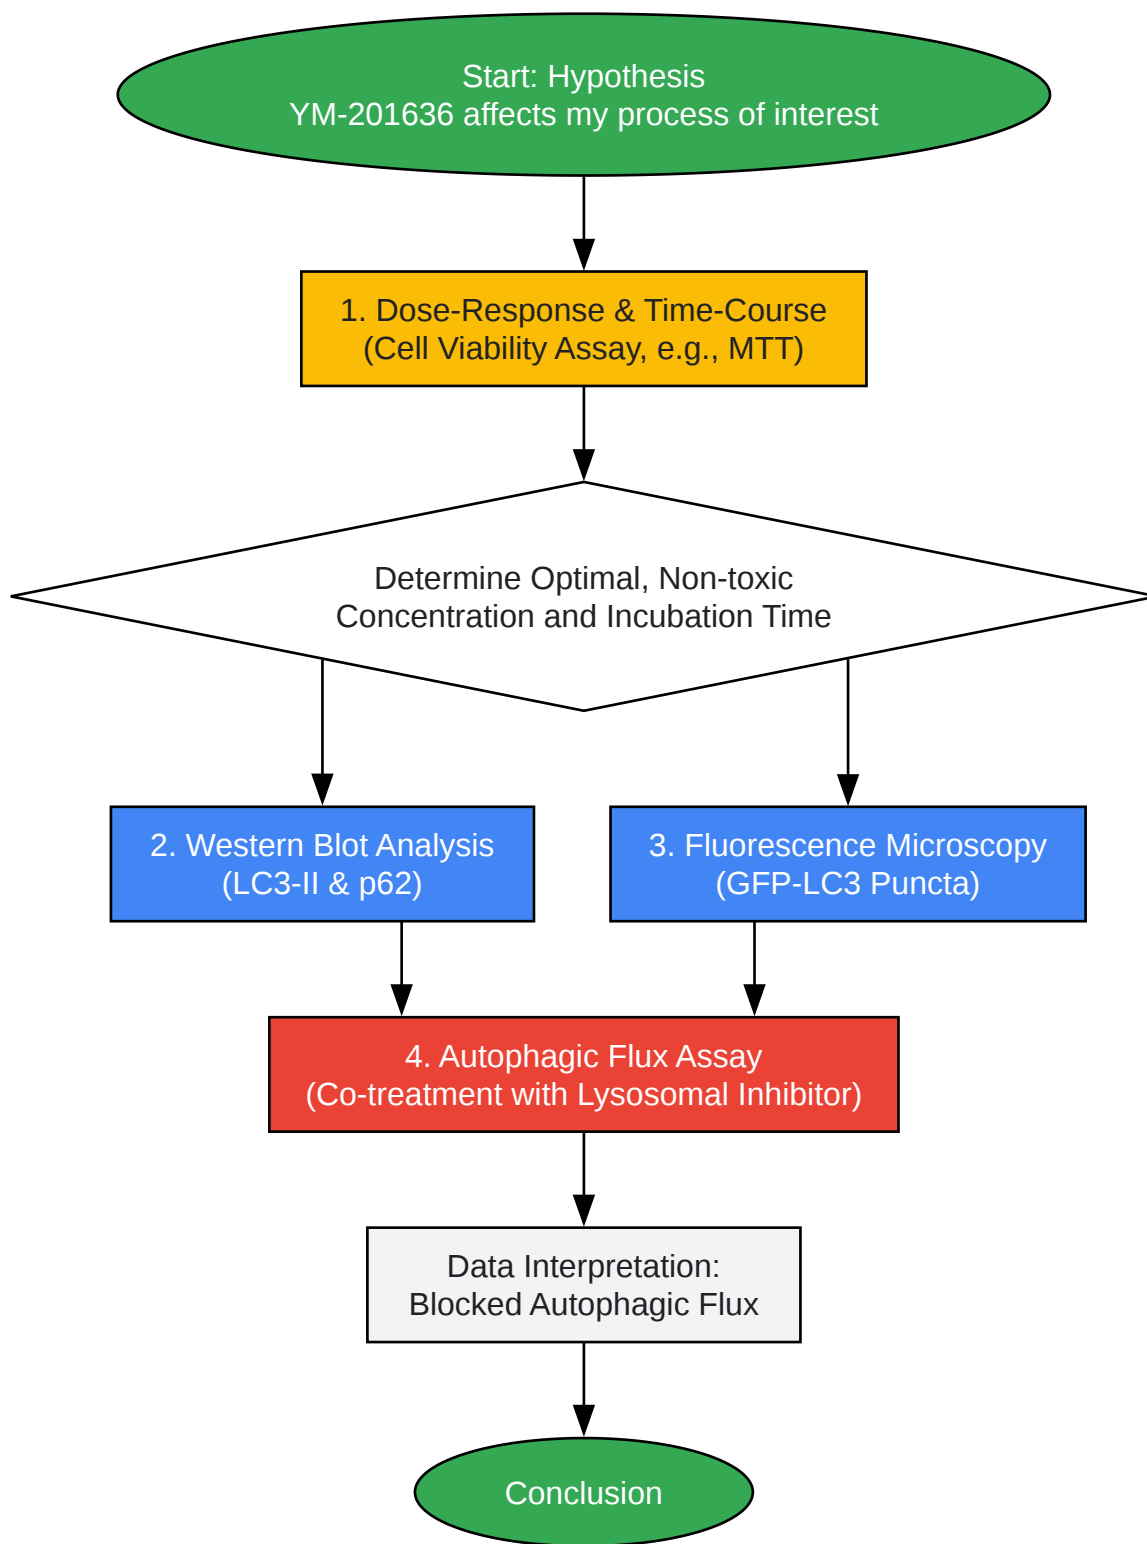 Start: Hypothesis
YM-201636 affects my process of interest
1. Dose-Response & Time-Course
(Cell Viability Assay, e.g., MTT)
Determine Optimal, Non-toxic
Concentration and Incubation Time
2. Western Blot Analysis
(LC3-II & p62)
3. Fluorescence Microscopy
(GFP-LC3 Puncta)
4. Autophagic Flux Assay
(Co-treatment with Lysosomal Inhibitor)
Data Interpretation:
Blocked Autophagic Flux
Conclusion